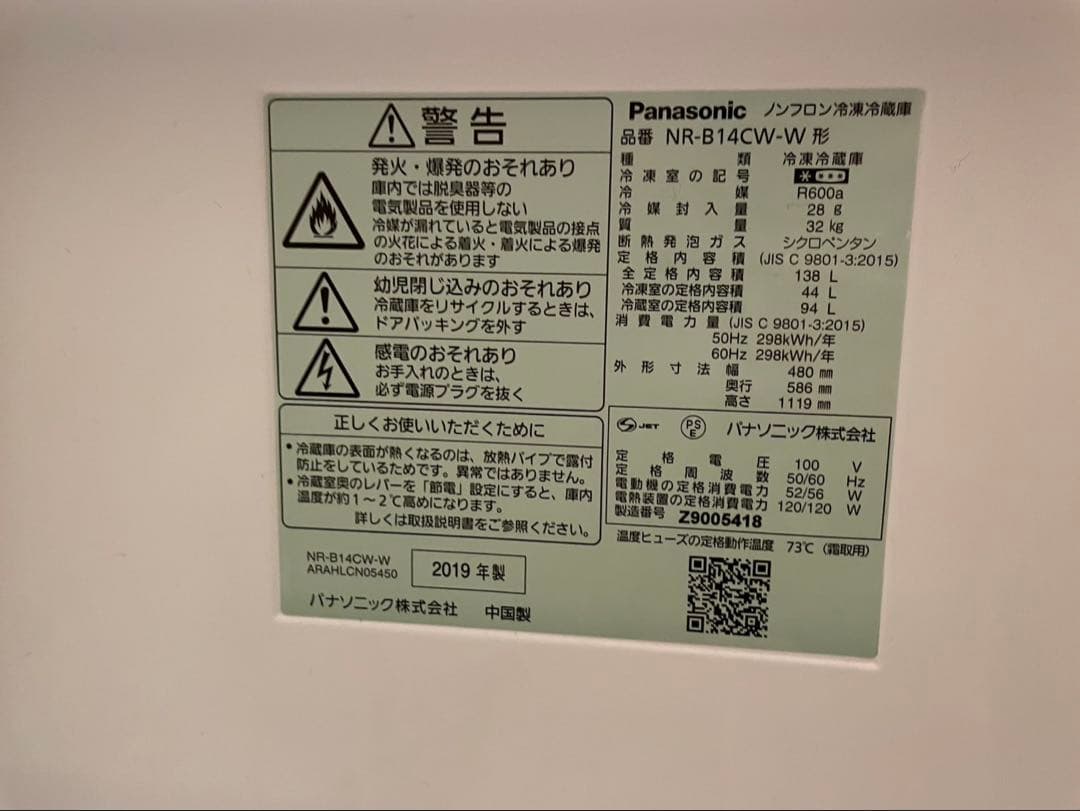 警告
発火・爆発のおそれあり
庫内では脱臭器等の
電気製品を使用しない
冷媒が漏れていると電気製品の接点
の火花による着火・着火による爆発
のおそれがあります
幼児閉じ込みのおそれあり
冷蔵庫をリサイクルするときは、
ドアパッキングを外す
感電のおそれあり
お手入れのときは、
必ず電源プラグを抜く
正しくお使いいただくために
•冷蔵庫の表面が熱くなるのは、放熱パイプで露付
防止をしているためです。異常ではありません。
•冷蔵室奥のレバーを「節電」設定にすると、庫内
温度が約1~2℃高めになります。
詳しくは取扱説明書をご参照ください。
NR-B14CW-W
ARAHLCN05450
2019 年製
パナソニック株式会社 中国製
Panasonic ノンフロン冷凍冷蔵庫
品番 NR-B14CW-W 形
種類 冷凍冷蔵庫
冷凍室の記号
冷媒 R600a
冷媒封入量 28 g
質量 32 kg
断熱発泡ガス シクロペンタン
定格内容積 (JIS C 9801-3:2015)
全定格内容積 138 L
冷凍室の定格内容積 44 L
冷蔵室の定格内容積 94 L
消費電力量 (JIS C 9801-3:2015)
50Hz 298kWh/年
60Hz 298kWh/年
外形寸法 幅 480 mm
奥行 586 mm
高さ 1119 mm
JET PSE パナソニック株式会社
定格電圧 100 V
定格周波数 50/60 Hz
電動機の定格消費電力 52/56 W
電熱装置の定格消費電力 120/120 W
製造番号 Z9005418
温度ヒューズの定格動作温度 73℃ (霜取用)